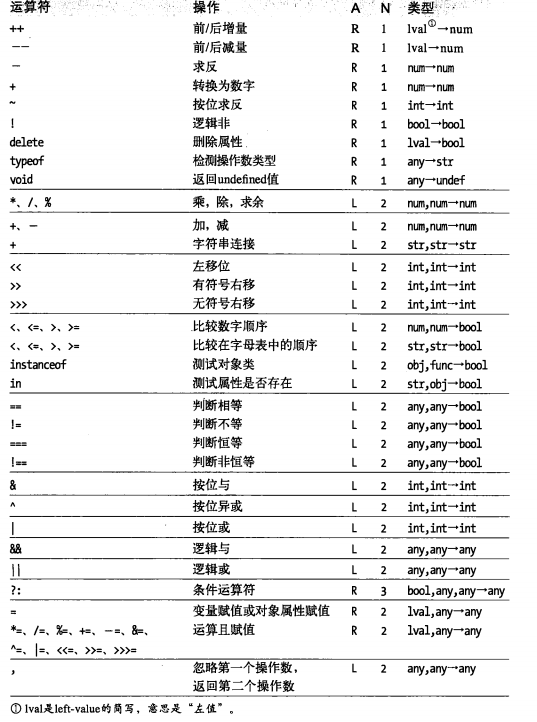 运算符 操作 A N 类型
++ 前/后增量 R 1 lval①→num
-- 前/后减量 R 1 lval→num
- 求反 R 1 num→num
+ 转换为数字 R 1 num→num
~ 按位求反 R 1 int→int
! 逻辑非 R 1 bool→bool
delete 删除属性 R 1 lval→bool
typeof 检测操作数类型 R 1 any→str
void 返回undefined值 R 1 any→undef
*、/、% 乘，除，求余 L 2 num,num→num
+、- 加，减 L 2 num,num→num
+ 字符串连接 L 2 str,str→str
<< 左移位 L 2 int,int→int
>> 有符号右移 L 2 int,int→int
>>> 无符号右移 L 2 int,int→int
<、<=、>、>= 比较数字顺序 L 2 num,num→bool
<、<=、>、>= 比较在字母表中的顺序 L 2 str,str→bool
instanceof 测试对象类 L 2 obj,func→bool
in 测试属性是否存在 L 2 str,obj→bool
== 判断相等 L 2 any,any→bool
!= 判断不等 L 2 any,any→bool
=== 判断恒等 L 2 any,any→bool
!== 判断非恒等 L 2 any,any→bool
& 按位与 L 2 int,int→int
^ 按位异或 L 2 int,int→int
| 按位或 L 2 int,int→int
&& 逻辑与 L 2 any,any→any
|| 逻辑或 L 2 any,any→any
?: 条件运算符 R 3 bool,any,any→any
= 变量赋值或对象属性赋值 R 2 lval,any→any
*=、/=、%=、+=、-=、&=、 运算且赋值 R 2 lval,any→any
^=、|=、<<=、>>=、>>>=
, 忽略第一个操作数， L 2 any,any→any
返回第二个操作数
① lval是left-value的简写，意思是“左值”。